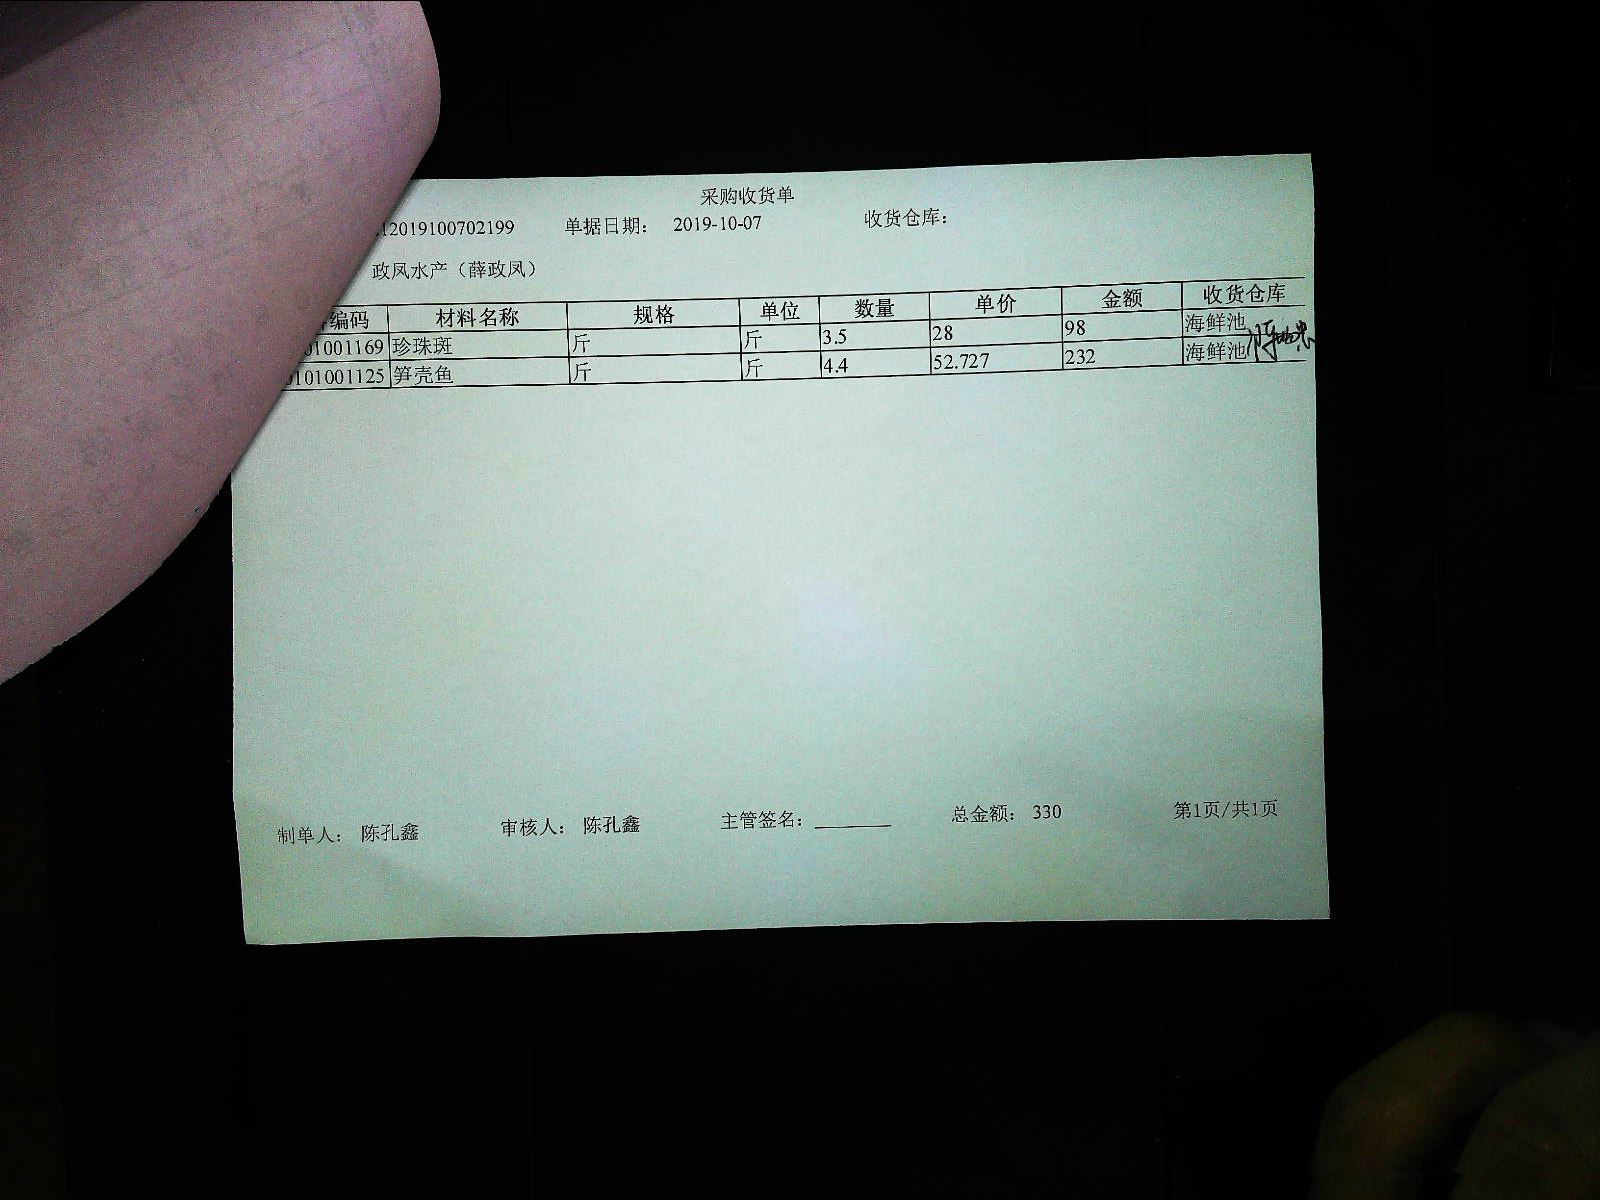 采购收货单
12019100702199 单据日期： 2019-10-07 收货仓库：
政凤水产（薛政凤）
编码 材料名称 规格 单位 数量 单价 金额 收货仓库
01001169 珍珠斑 斤 斤 3.5 28 98 海鲜池
0101001125 笋壳鱼 斤 斤 4.4 52.727 232 海鲜池
制单人： 陈孔鑫 审核人： 陈孔鑫 主管签名： 总金额： 330 第1页/共1页